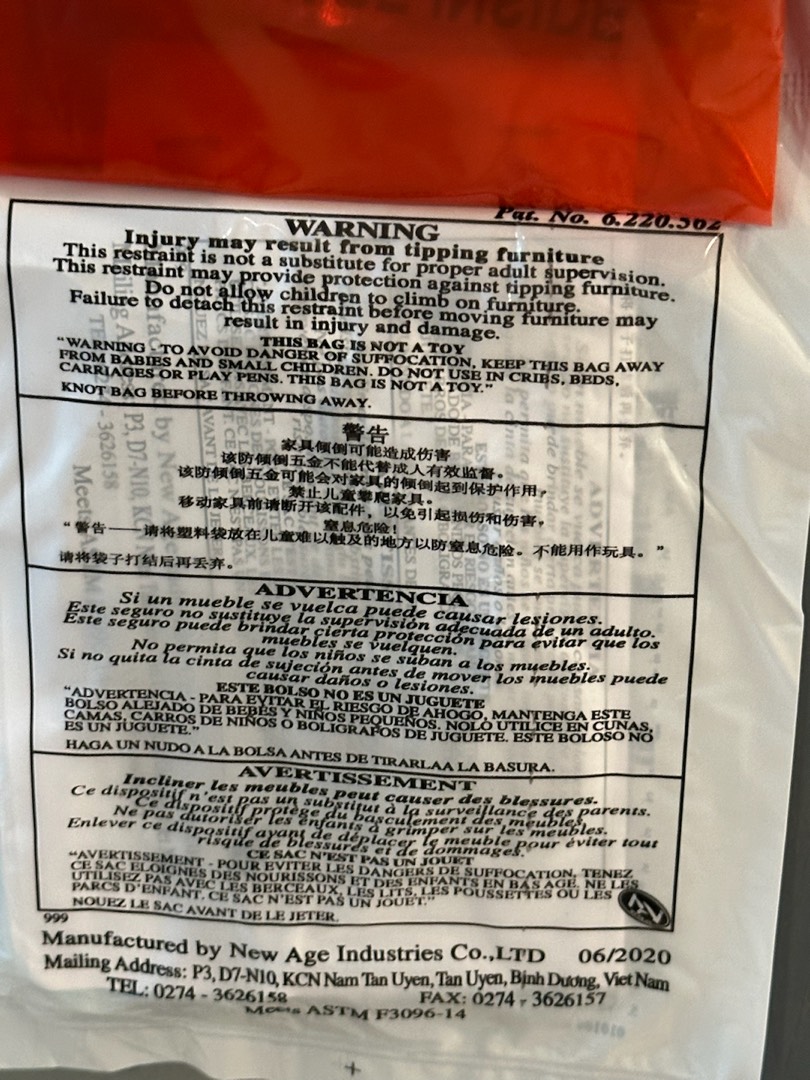 Pat. No. 6.220.562
WARNING
Injury may result from tipping furniture
This restraint is not a substitute for proper adult supervision.
This restraint may provide protection against tipping furniture.
Do not allow children to climb on furniture.
Failure to detach this restraint before moving furniture may
result in injury and damage.
THIS BAG IS NOT A TOY
"WARNING - TO AVOID DANGER OF SUFFOCATION, KEEP THIS BAG AWAY
FROM BABIES AND SMALL CHILDREN. DO NOT USE IN CRIBS, BEDS,
CARRIAGES OR PLAY PENS. THIS BAG IS NOT A TOY."
KNOT BAG BEFORE THROWING AWAY.
警告
家具倾倒可能造成伤害
该防倾倒五金不能代替成人有效监督。
该防倾倒五金可能会对家具的倾倒起到保护作用，
禁止儿童攀爬家具。
移动家具前请断开该配件，以免引起损伤和伤害，
窒息危险！
“警告——请将塑料袋放在儿童难以触及的地方以防窒息危险。不能用作玩具。”
请将袋子打结后再丢弃。
ADVERTENCIA
Si un mueble se vuelca puede causar lesiones.
Este seguro no sustituye la supervisión adecuada de un adulto.
Este seguro puede brindar cierta protección para evitar que los
muebles se vuelquen.
No permita que los niños se suban a los muebles.
Si no quita la cinta de sujeción antes de mover los muebles puede
causar daños o lesiones.
ESTE BOLSO NO ES UN JUGUETE
"ADVERTENCIA - PARA EVITAR EL RIESGO DE AHOGO, MANTENGA ESTE
BOLSO ALEJADO DE BEBÉS Y NIÑOS PEQUEÑOS. NOLO UTILICE EN CUNAS,
CAMAS, CARROS DE NIÑOS O BOLIGRAFOS DE JUGUETE. ESTE BOLOSO NO
ES UN JUGUETE."
HAGA UN NUDO A LA BOLSA ANTES DE TIRARLAA LA BASURA.
AVERTISSEMENT
Incliner les meubles peut causer des blessures.
Ce dispositif n'est pas un substitut à la surveillance des parents.
Ce dispositif protège du basculement des meubles,
Ne pas autoriser les enfants à grimper sur les meubles.
Enlever ce dispositif avant de déplacer le meuble pour éviter tout
risque de blessures et de dommages.
CE SAC N'EST PAS UN JOUET
"AVERTISSEMENT - POUR EVITER LES DANGERS DE SUFFOCATION, TENEZ
CE SAC ELOIGNES DES NOURISSONS ET DES ENFANTS EN BAS AGE. NE LES
UTILISEZ PAS AVEC LES BERCEAUX, LES LITS, LES POUSSETTES OU LES
PARCS D'ENFANT. CE SAC N'EST PAS UN JOUET."
NOUEZ LE SAC AVANT DE LE JETER.
999
Manufactured by New Age Industries Co.,LTD 06/2020
Mailing Address: P3, D7-N10, KCN Nam Tan Uyen, Tan Uyen, Bình Dương, Viet Nam
TEL: 0274 - 3626158 FAX: 0274 - 3626157
Meets ASTM F3096-14